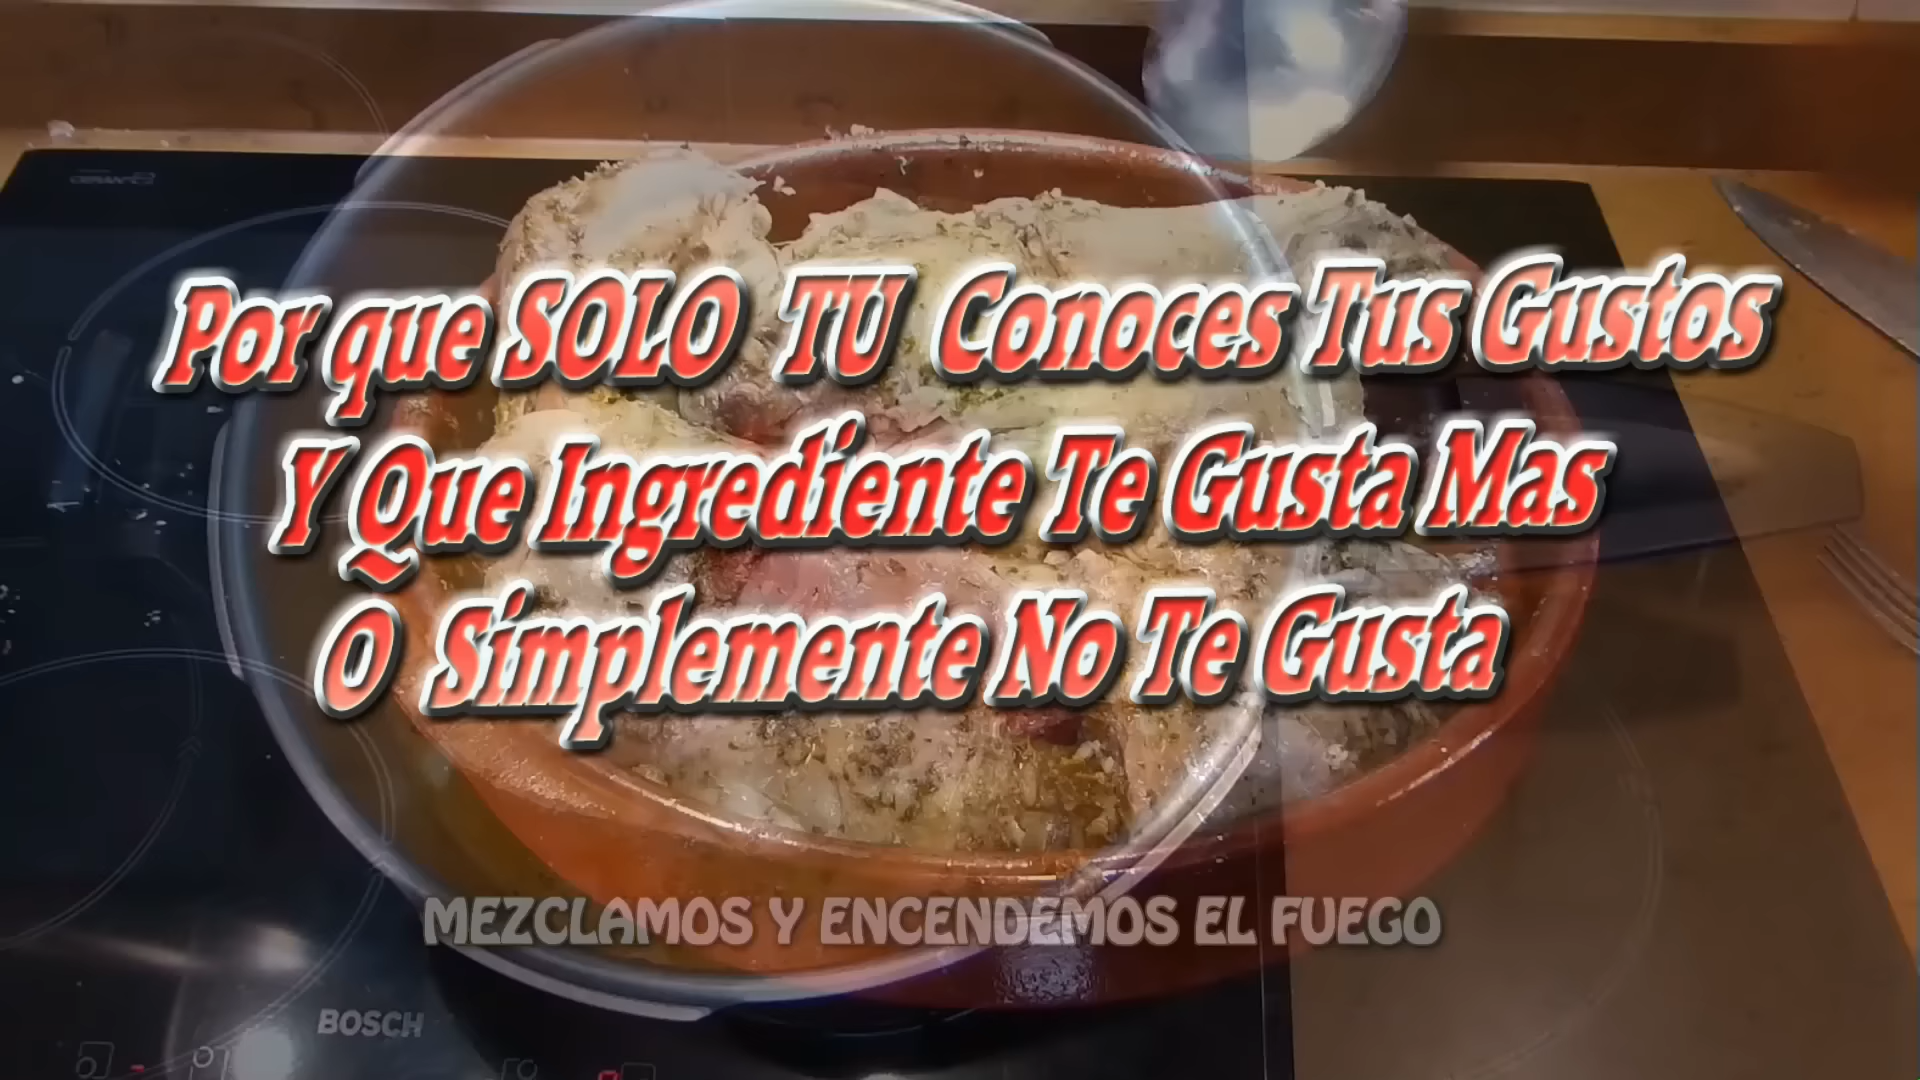 Por que SOLO TU Conoces Tus Gustos
Y Que Ingrediente Te Gusta Mas
O Simplemente No Te Gusta
MEZCLAMOS Y ENCENDEMOS EL FUEGO
BOSCH